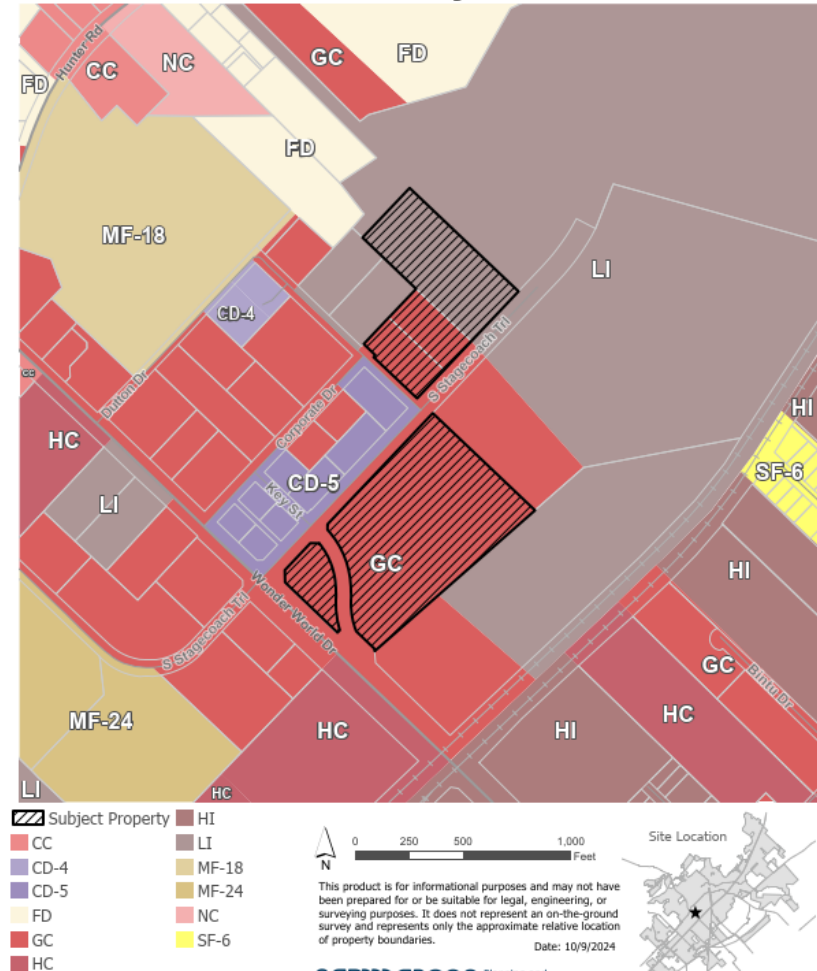 Hunter Rd
CC
NC
GC
FD
FD
FD
MF-18
LI
CD-4
S Stagecoach Trl
Dutton Dr
Corporate Dr
CC
HC
HI
SF-6
LI
CD-5
Key St
GC
HI
Wonder World Dr
S Stagecoach Trl
GC
Bintu Dr
MF-24
HC
HI
HC
LI
HC
Subject Property
CC
CD-4
CD-5
FD
GC
HC
HI
LI
MF-18
MF-24
NC
SF-6
N
0 250 500 1,000
Feet
This product is for informational purposes and may not have
been prepared for or be suitable for legal, engineering, or
surveying purposes. It does not represent an on-the-ground
survey and represents only the approximate relative location
of property boundaries.
Date: 10/9/2024
Site Location